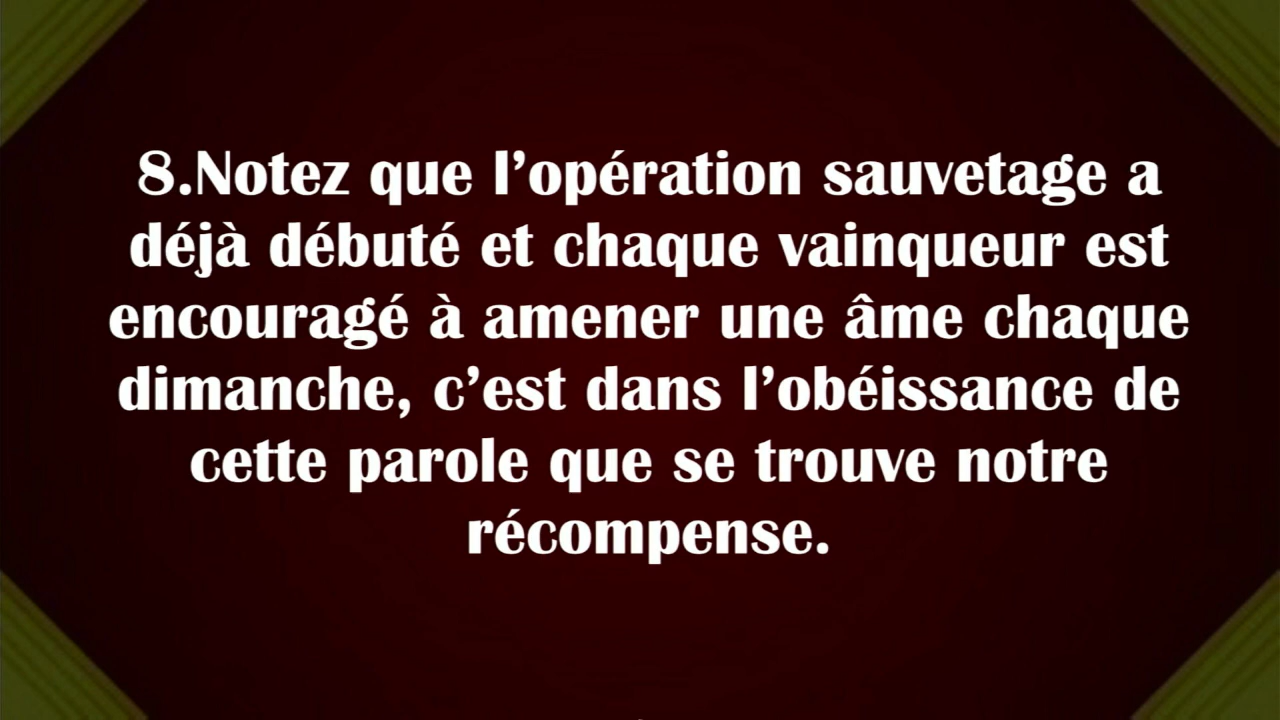 8.Notez que l’opération sauvetage a
déjà débuté et chaque vainqueur est
encouragé à amener une âme chaque
dimanche, c’est dans l’obéissance de
cette parole que se trouve notre
récompense.